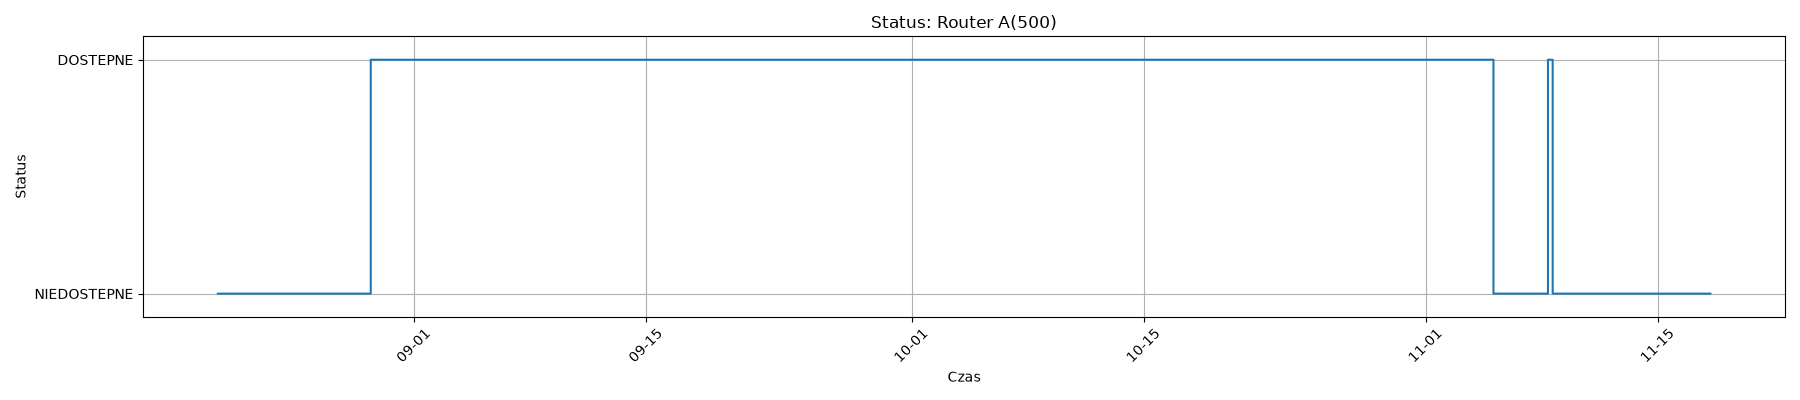 Status: Router A(500)
DOSTEPNE
Status
NIEDOSTEPNE
09-01
09-15
10-01
10-15
11-01
11-15
Czas